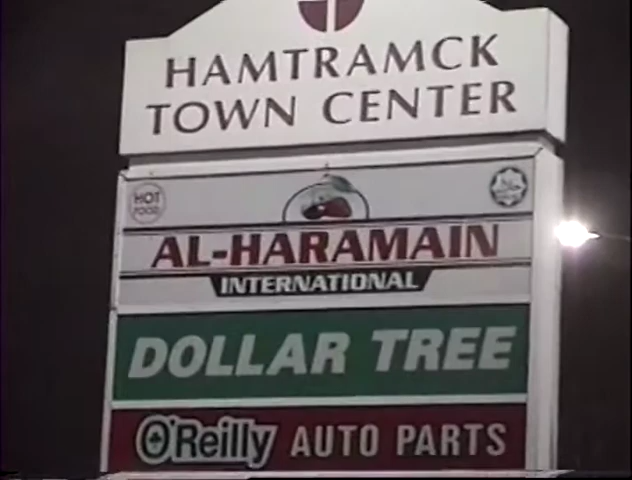 HAMTRAMCK
TOWN CENTER
HOT
FOOD
AL-HARAMAIN
INTERNATIONAL
DOLLAR TREE
O'Reilly AUTO PARTS